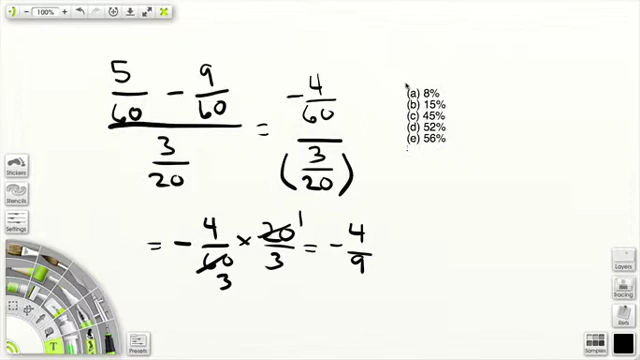 100%
5/60 - 9/60 / 3/20 = -4/60 / (3/20)
= - 4/60 3 × 20/3 1 = - 4/9
(a) 8%
(b) 15%
(c) 45%
(d) 52%
(e) 56%
Stickers
Stencils
Settings
T
Presets
Layers
Tracing
Refs
Samples